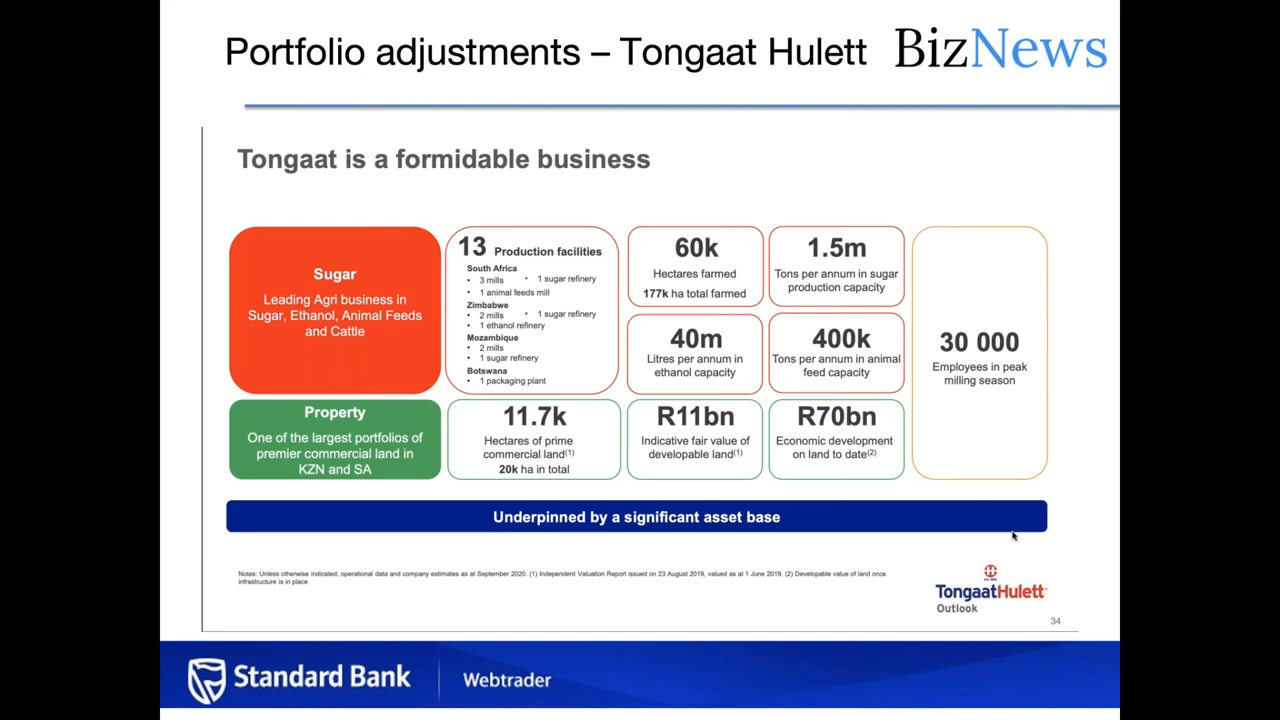 Portfolio adjustments – Tongaat Hulett
BizNews
Tongaat is a formidable business
Sugar
Leading Agri business in
Sugar, Ethanol, Animal Feeds
and Cattle
13 Production facilities
South Africa
• 3 mills • 1 sugar refinery
• 1 animal feeds mill
Zimbabwe
• 2 mills • 1 sugar refinery
• 1 ethanol refinery
Mozambique
• 2 mills
• 1 sugar refinery
Botswana
• 1 packaging plant
60k
Hectares farmed
177k ha total farmed
1.5m
Tons per annum in sugar
production capacity
40m
Litres per annum in
ethanol capacity
400k
Tons per annum in animal
feed capacity
30 000
Employees in peak
milling season
Property
One of the largest portfolios of
premier commercial land in
KZN and SA
11.7k
Hectares of prime
commercial land(1)
20k ha in total
R11bn
Indicative fair value of
developable land(1)
R70bn
Economic development
on land to date(2)
Underpinned by a significant asset base
Notes: Unless otherwise indicated, operational data and company estimates as at September 2020. (1) Independent Valuation Report issued on 23 August 2019, valued as at 1 June 2019. (2) Developable value of land once
infrastructure is in place
TongaatHulett
Outlook
34
Standard Bank
Webtrader